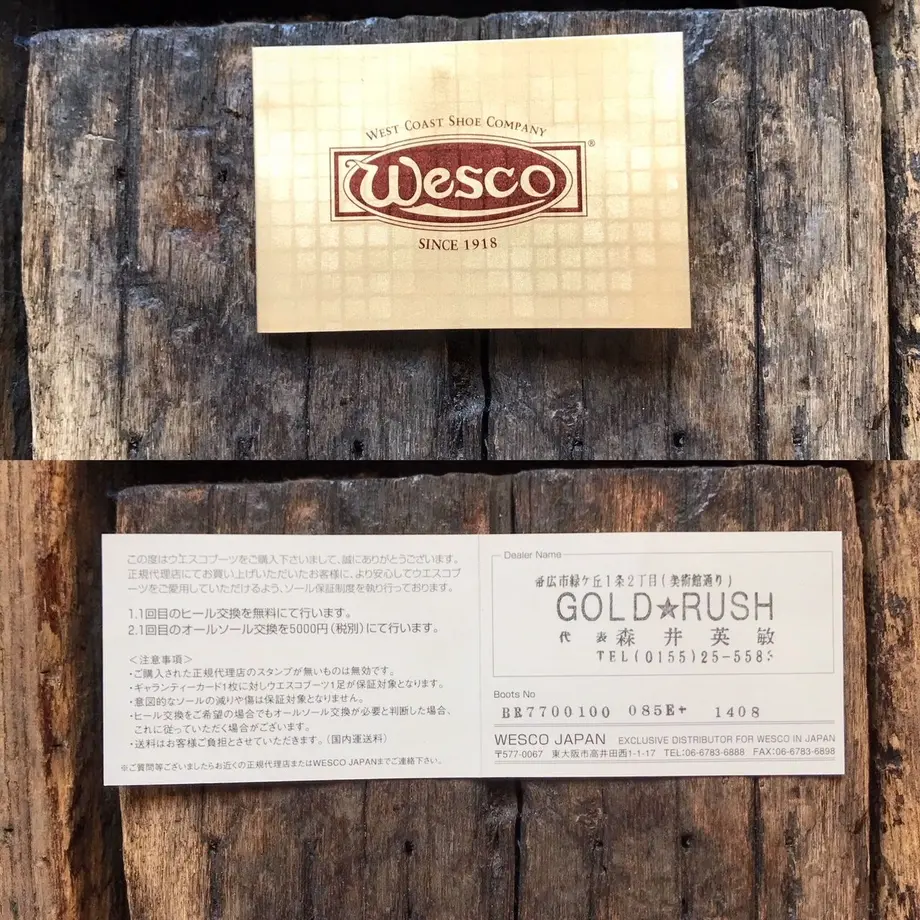 WEST COAST SHOE COMPANY
Wesco®
SINCE 1918
この度はウエスコブーツをご購入下さいまして、誠にありがとうございます。
正規代理店にてお買い上げいただいたお客様に、より安心してウエスコブ
ーツをご愛用していただけるよう、ソール保証制度を執り行っております。
1.1回目のヒール交換を無料にて行います。
2.1回目のオールソール交換を5000円(税別)にて行います。
<注意事項>
・ご購入された正規代理店のスタンプが無いものは無効です。
・ギャランティーカード1枚に対しウエスコブーツ1足が保証対象となります。
・意図的なソールの減りや傷は保証対象となりません。
・ヒール交換をご希望の場合でもオールソール交換が必要と判断した場合、
これに従っていただく場合がございます。
・送料はお客様ご負担とさせていただきます。(国内運送料)
※ご質問等ございましたらお近くの正規代理店またはWESCO JAPANまでご連絡下さい。
Dealer Name
帯広市緑ケ丘1条2丁目(美術館通り)
GOLD★RUSH
代表 森井英敏
TEL(0155)25-558
Boots No
BR7700100 085E+ 1408
WESCO JAPAN EXCLUSIVE DISTRIBUTOR FOR WESCO IN JAPAN
〒577-0067 東大阪市高井田西1-1-17 TEL:06-6783-6888 FAX:06-6783-6898